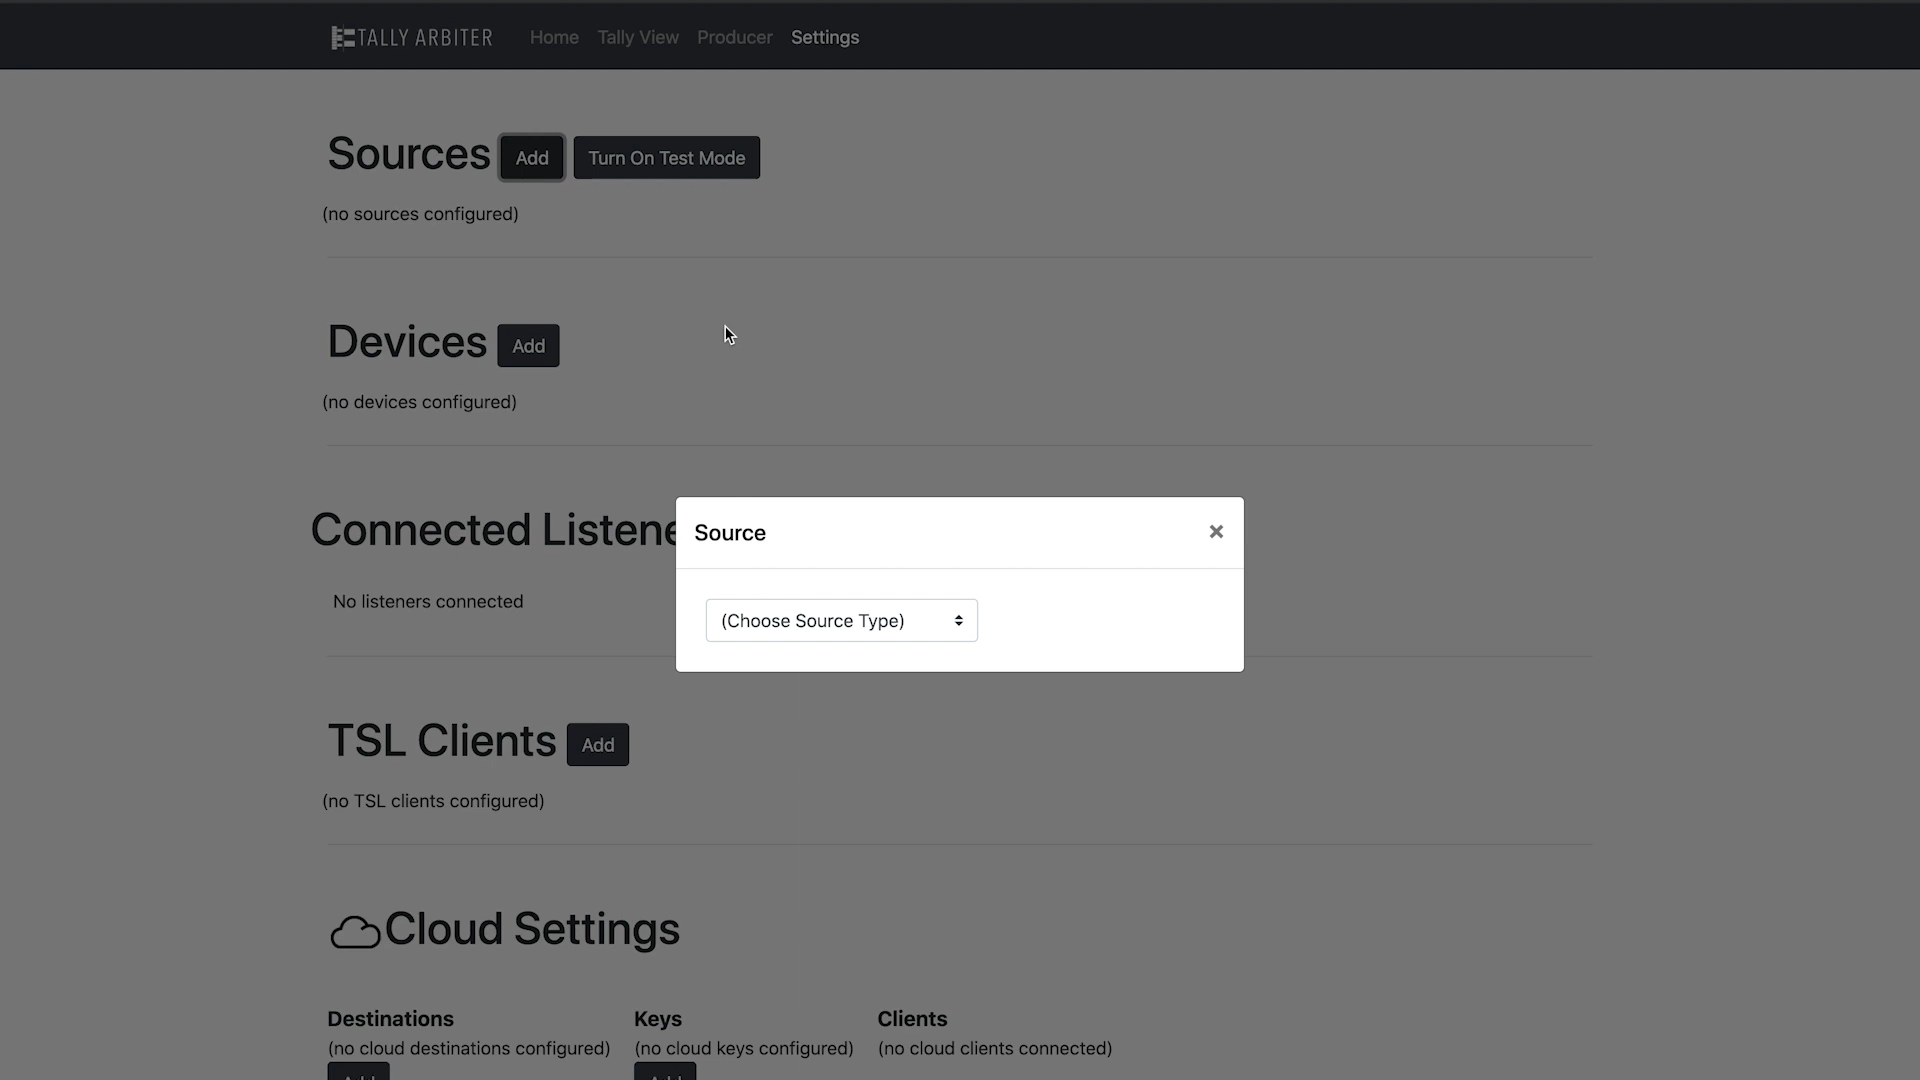 TALLY ARBITER Home Tally View Producer Settings
Sources Add Turn On Test Mode
(no sources configured)
Devices Add
(no devices configured)
Connected Listene
Source ×
No listeners connected
(Choose Source Type)
TSL Clients Add
(no TSL clients configured)
Cloud Settings
Destinations Keys Clients
(no cloud destinations configured) (no cloud keys configured) (no cloud clients connected)
Add Add